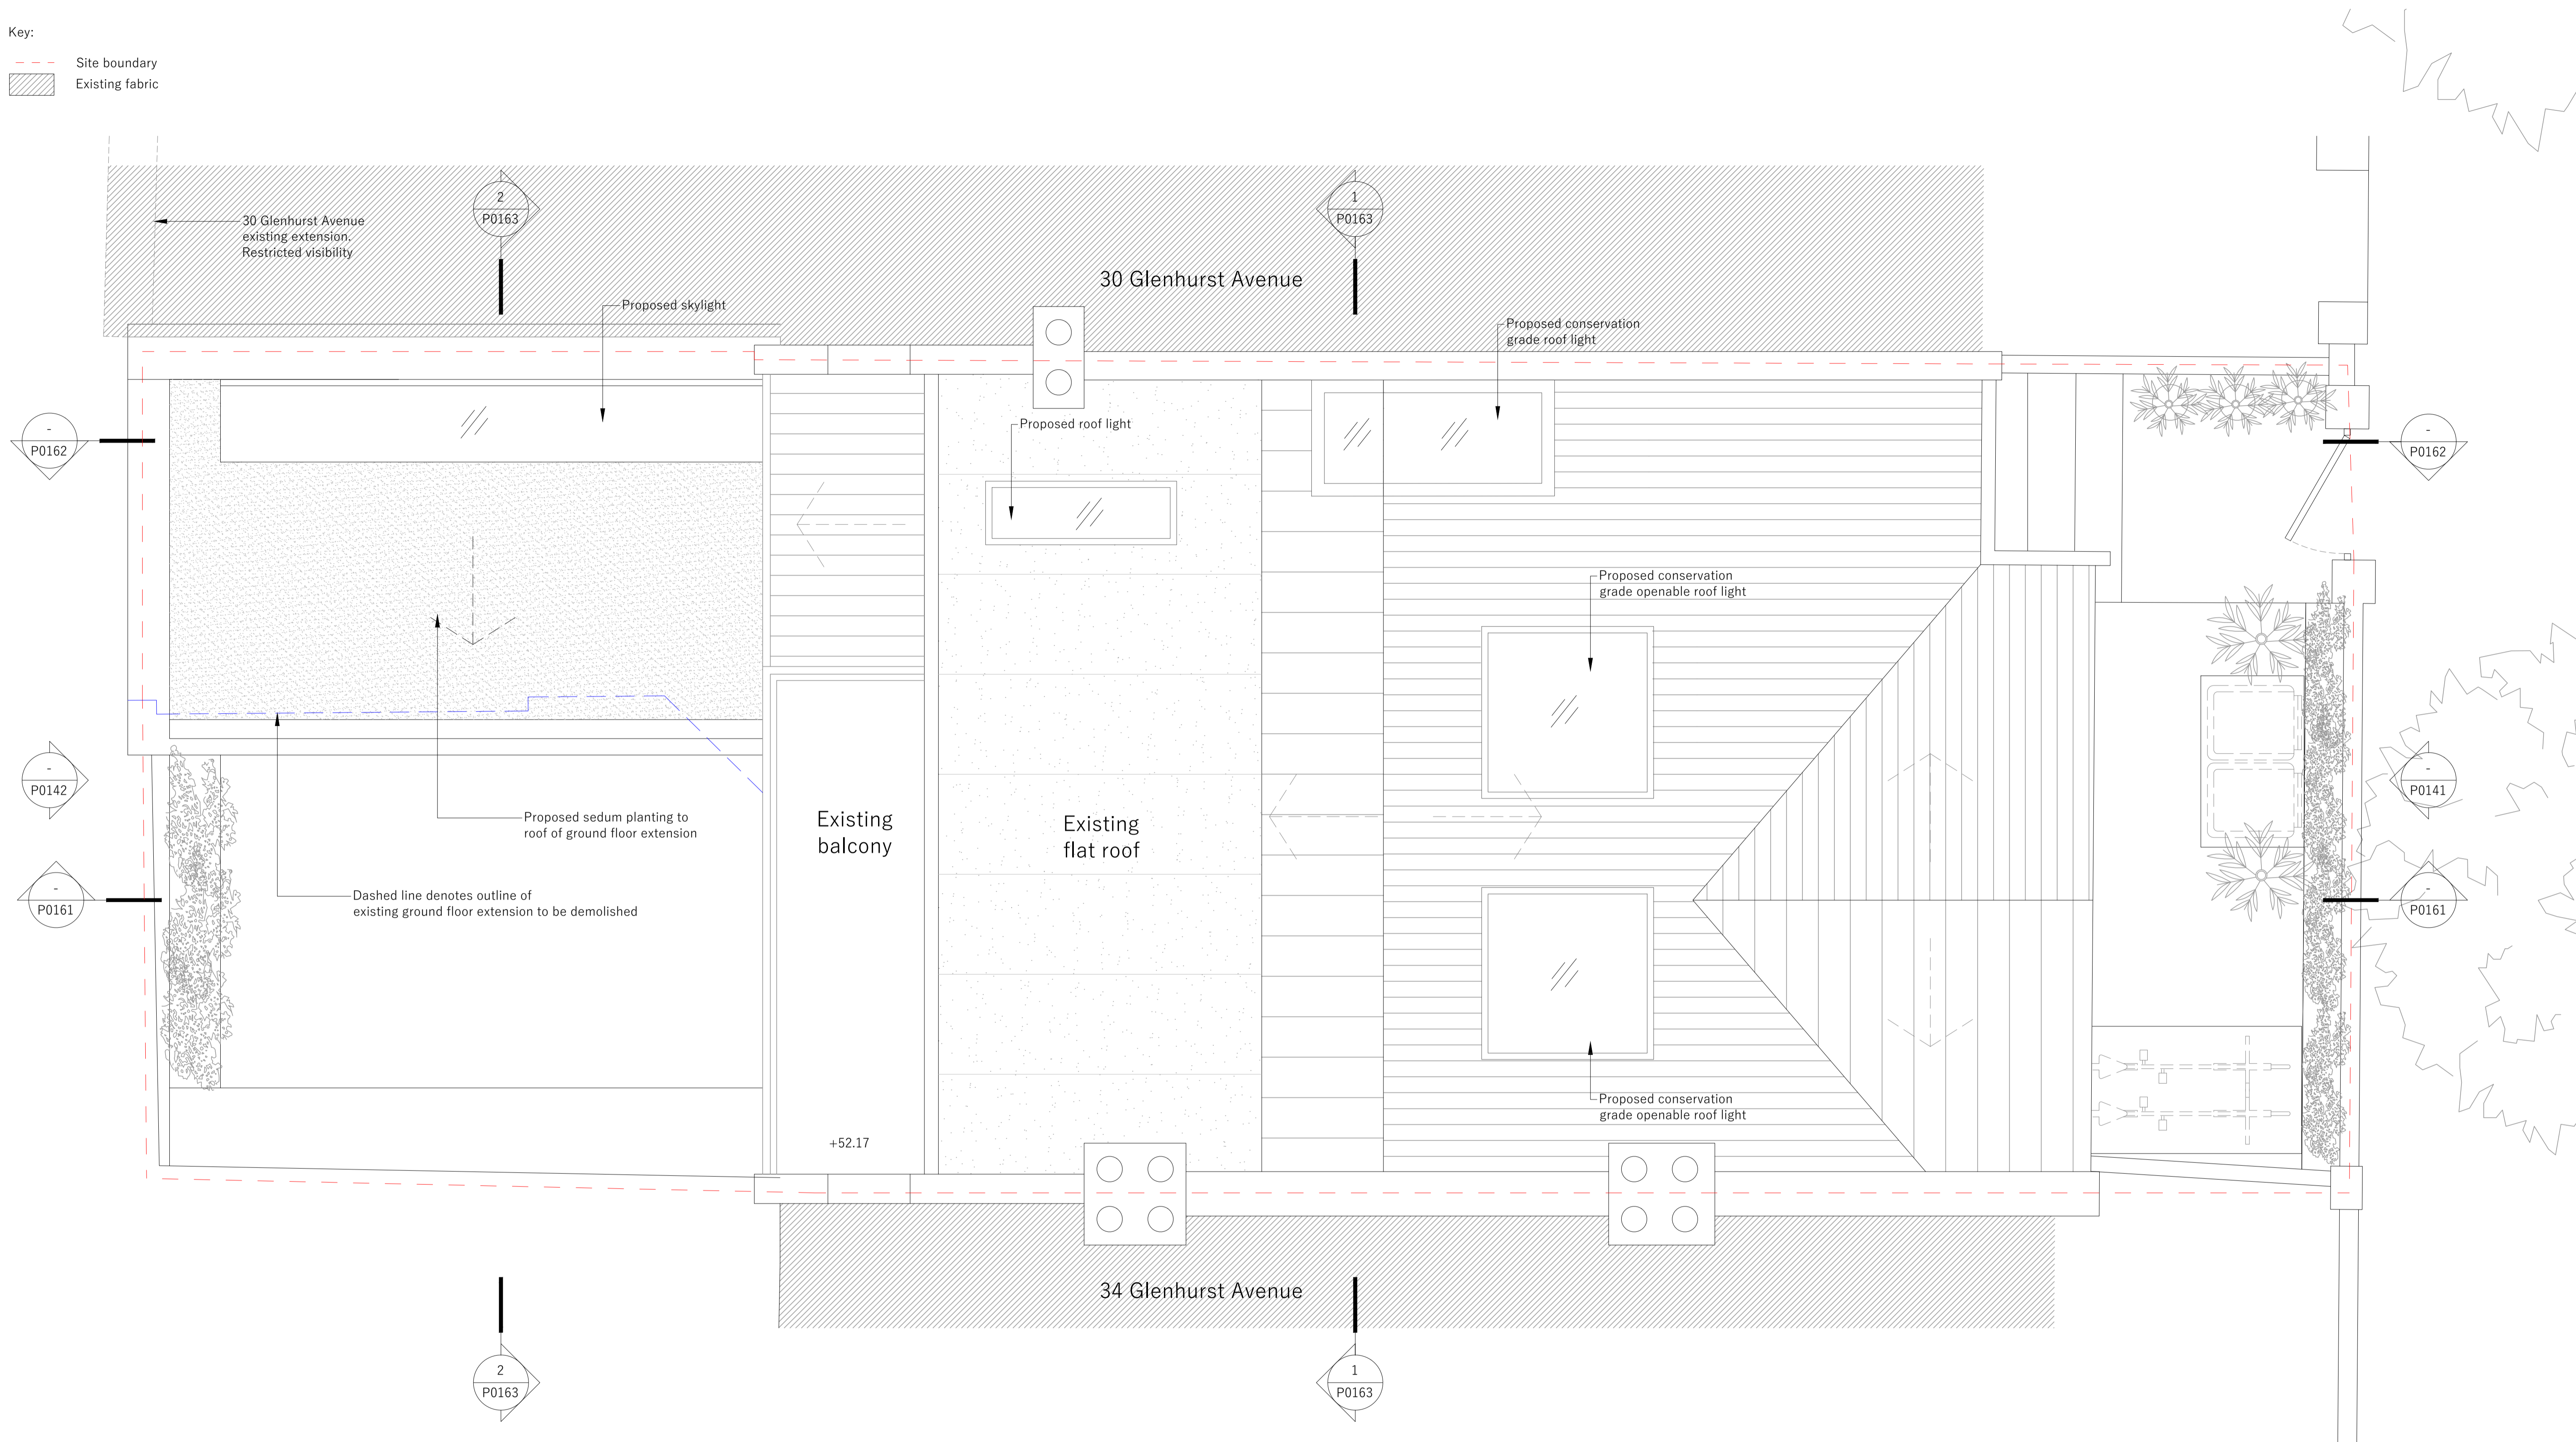 Key:
Site boundary
Existing fabric
2
P0163
1
P0163
30 Glenhurst Avenue
existing extension.
Restricted visibility
30 Glenhurst Avenue
Proposed skylight
Proposed conservation
grade roof light
Proposed roof light
-
P0162
-
P0162
Proposed conservation
grade openable roof light
-
P0142
-
P0141
Proposed sedum planting to
roof of ground floor extension
Existing
balcony
Existing
flat roof
-
P0161
-
P0161
Dashed line denotes outline of
existing ground floor extension to be demolished
Proposed conservation
grade openable roof light
+52.17
34 Glenhurst Avenue
2
P0163
1
P0163